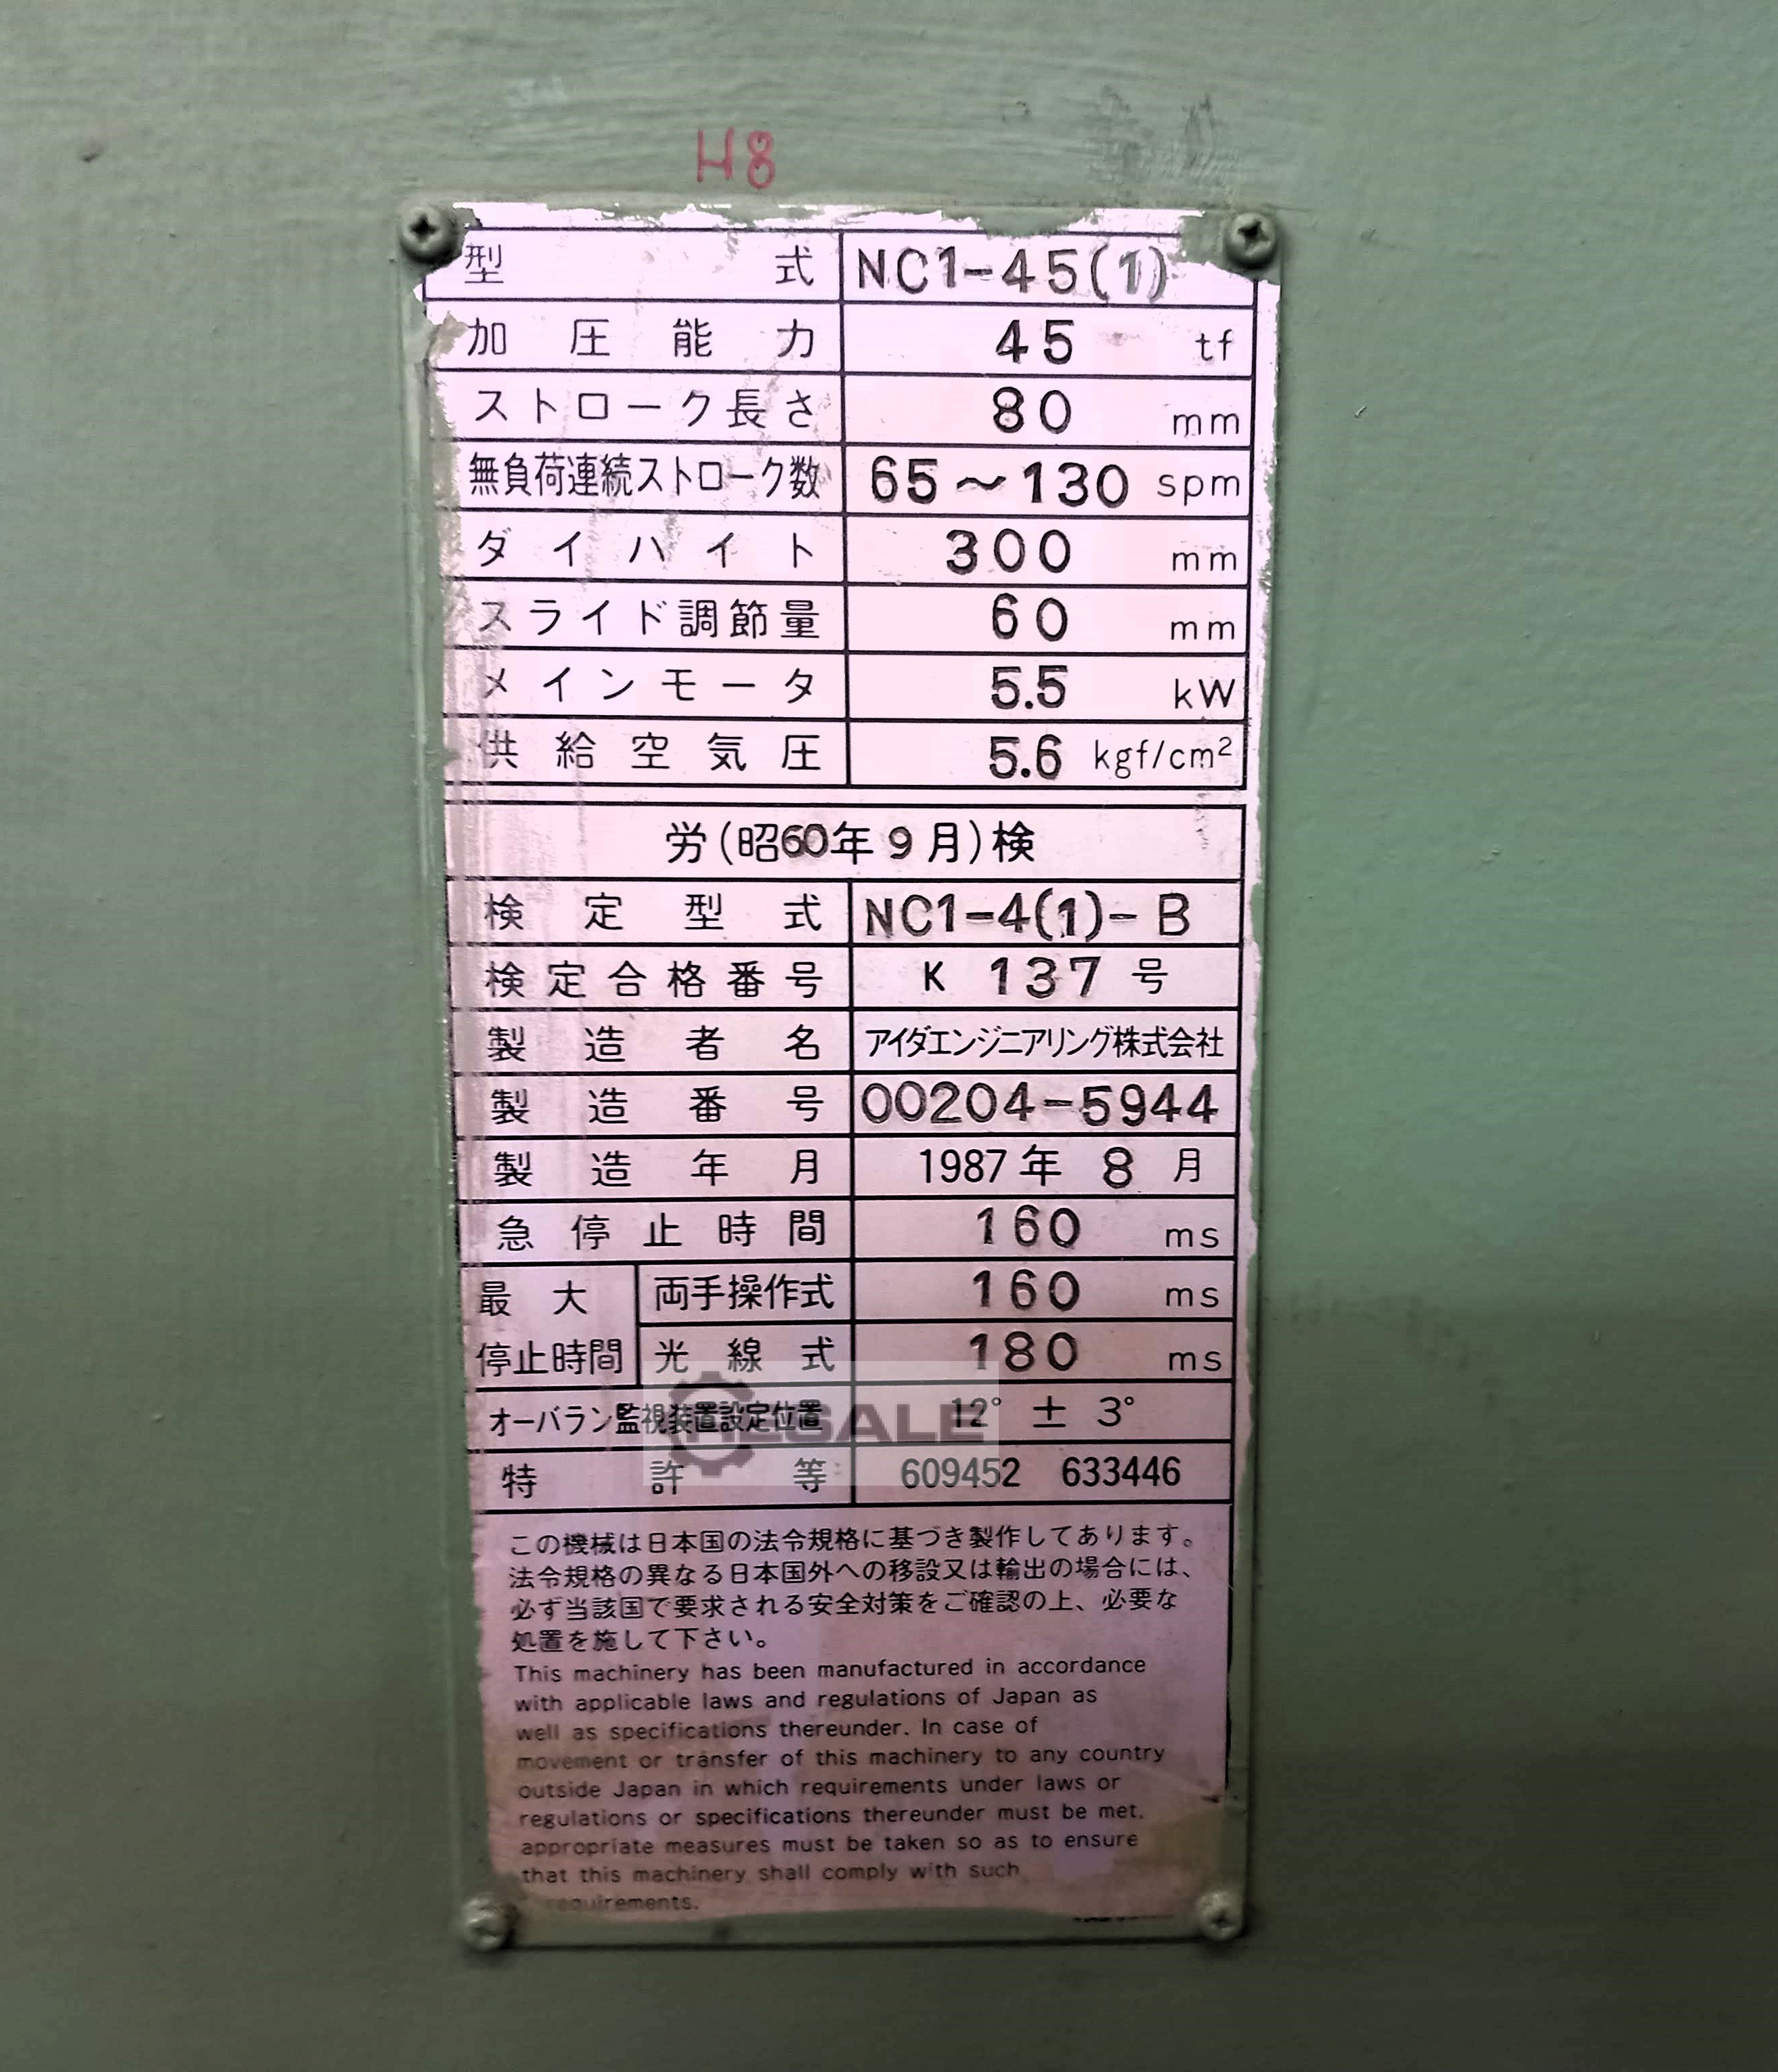 H8
型式 NC1-45(1)
加圧能力 45 tf
ストローク長さ 80 mm
無負荷連続ストローク数 65～130 spm
ダイハイト 300 mm
スライド調節量 60 mm
メインモータ 5.5 kW
供給空気圧 5.6 kgf/cm²
労(昭60年9月)検
検定型式 NC1-4(1)-B
検定合格番号 K 137 号
製造者名 アイダエンジニアリング株式会社
製造番号 00204-5944
製造年月 1987年 8月
急停止時間 160 ms
最大 両手操作式 160 ms
停止時間 光線式 180 ms
オーバラン監視装置設定位置 12° ± 3°
RESALE
特許等 609452 633446
この機械は日本国の法令規格に基づき製作してあります。
法令規格の異なる日本国外への移設又は輸出の場合には、
必ず当該国で要求される安全対策をご確認の上、必要な
処置を施して下さい。
This machinery has been manufactured in accordance
with applicable laws and regulations of Japan as
well as specifications thereunder. In case of
movement or transfer of this machinery to any country
outside Japan in which requirements under laws or
regulations or specifications thereunder must be met.
appropriate measures must be taken so as to ensure
that this machinery shall comply with such
requirements.